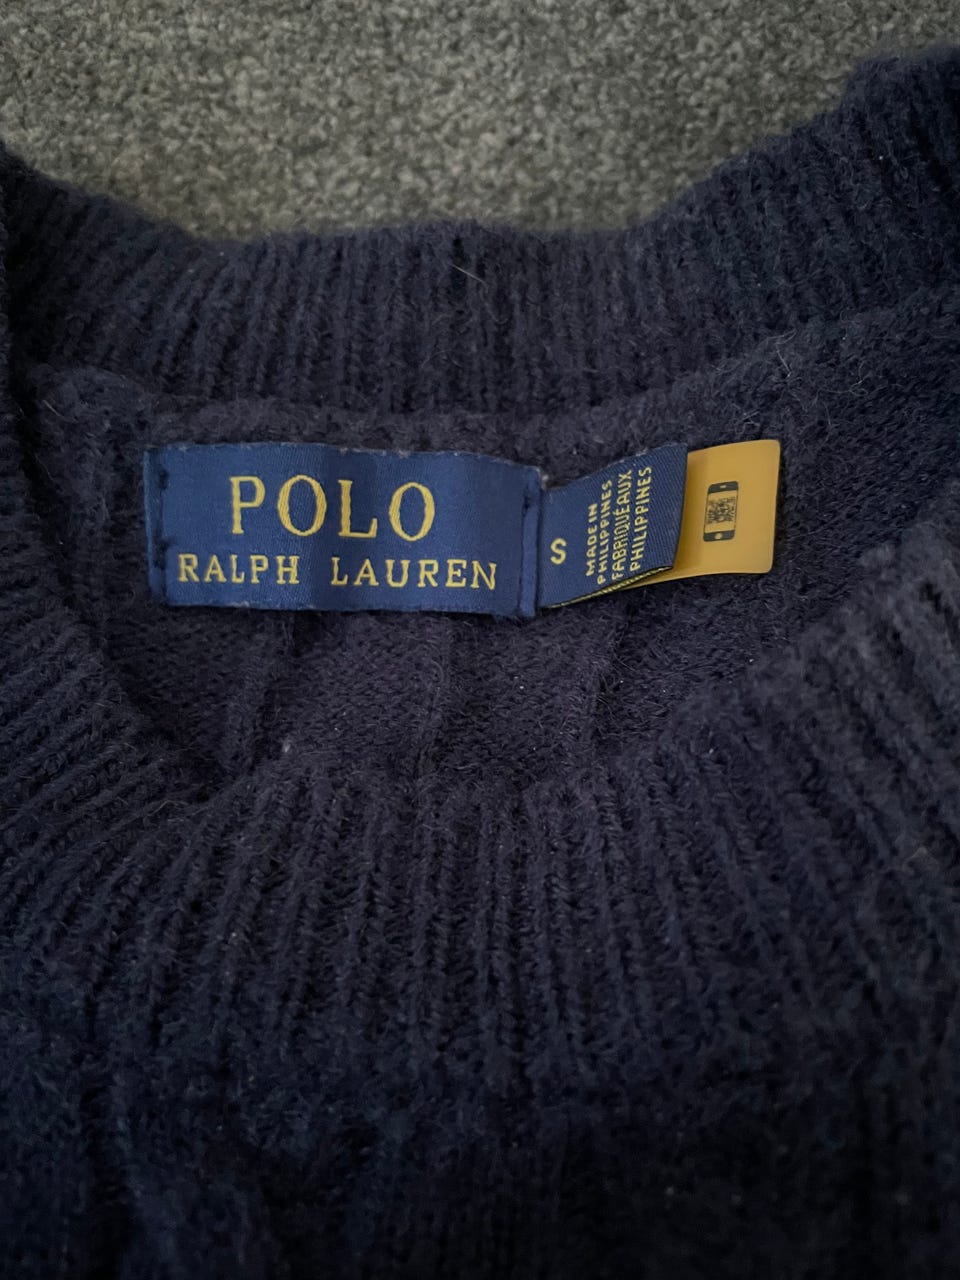 POLO
RALPH LAUREN
S
MADE IN
PHILIPPINES
FABRIQUÉ AUX
PHILIPPINES